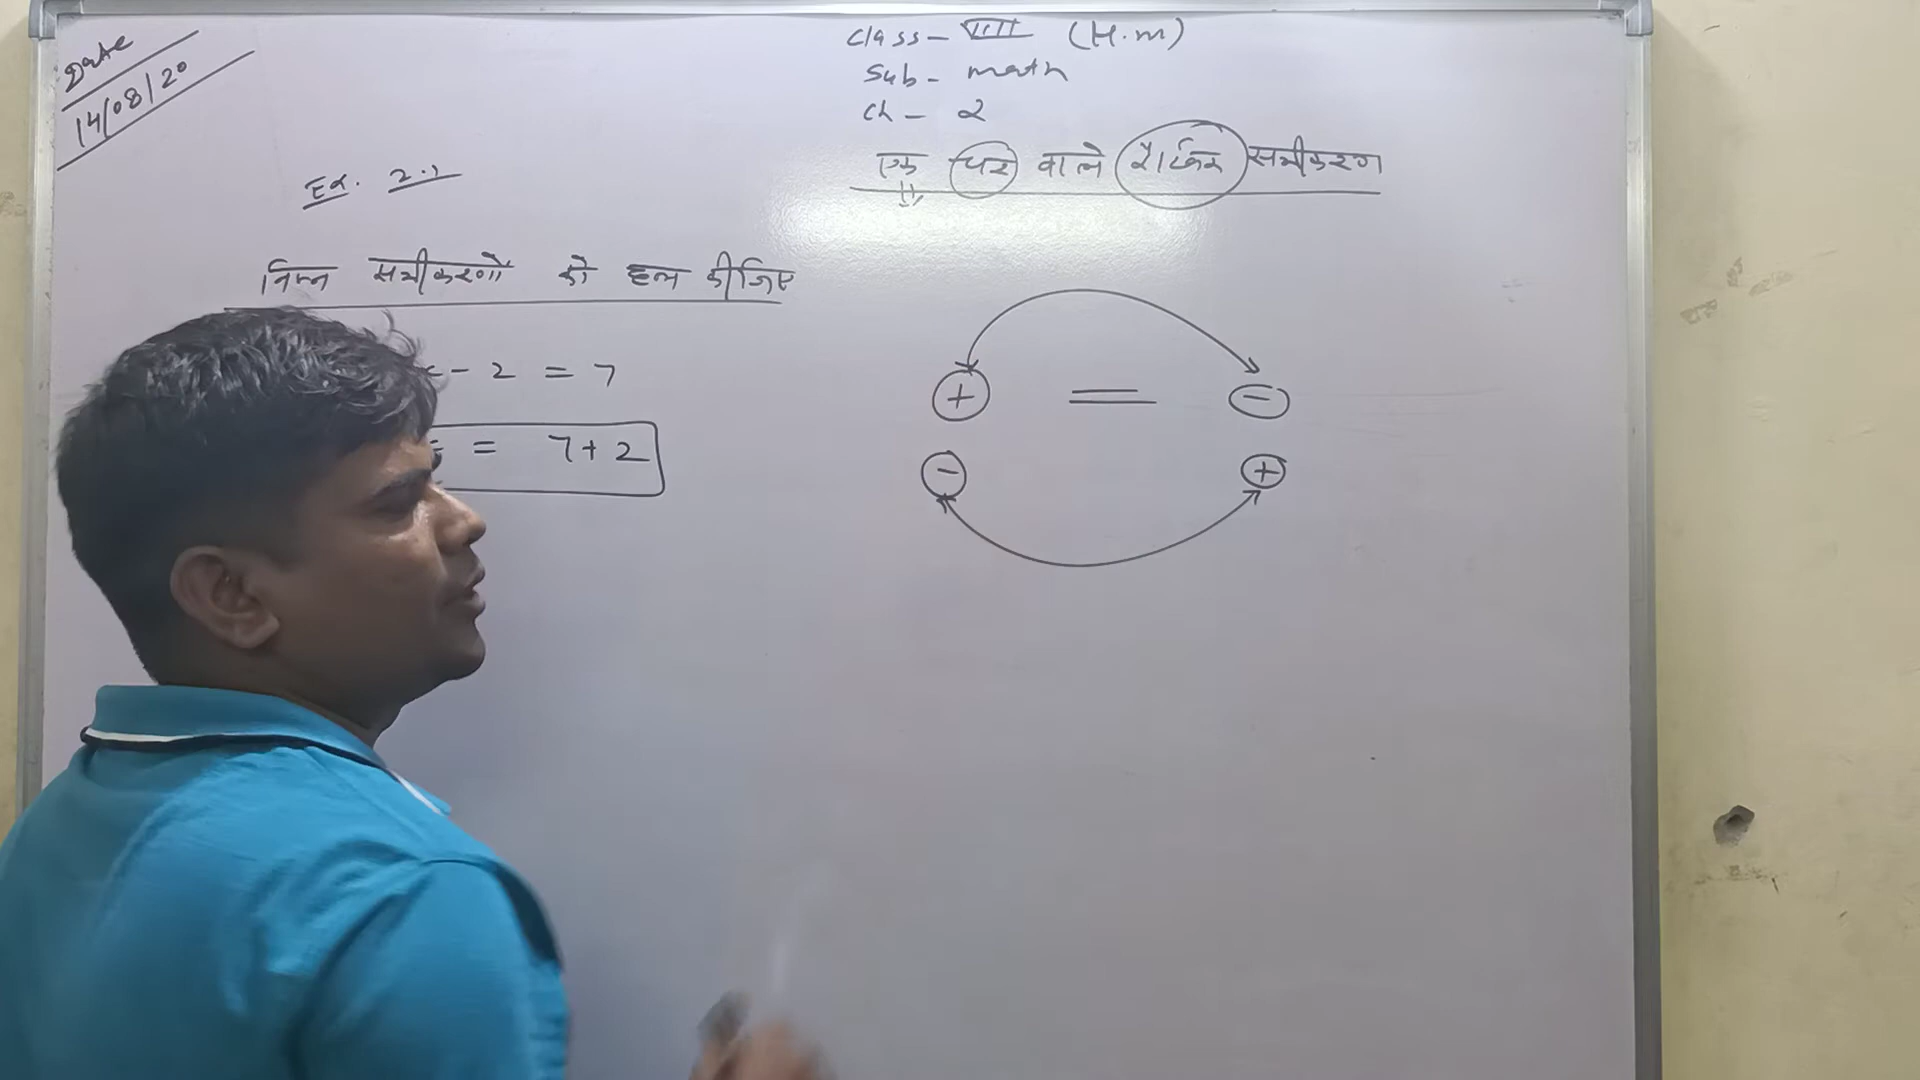 Date
14/08/20
Class - VIII (H.M)
Sub - math
Ch - 2
एक चर वाले रैखिक समीकरण
Ex. 2.1
निम्न समीकरणों को हल कीजिए
- 2 = 7
= 7+2
+ = -
- +